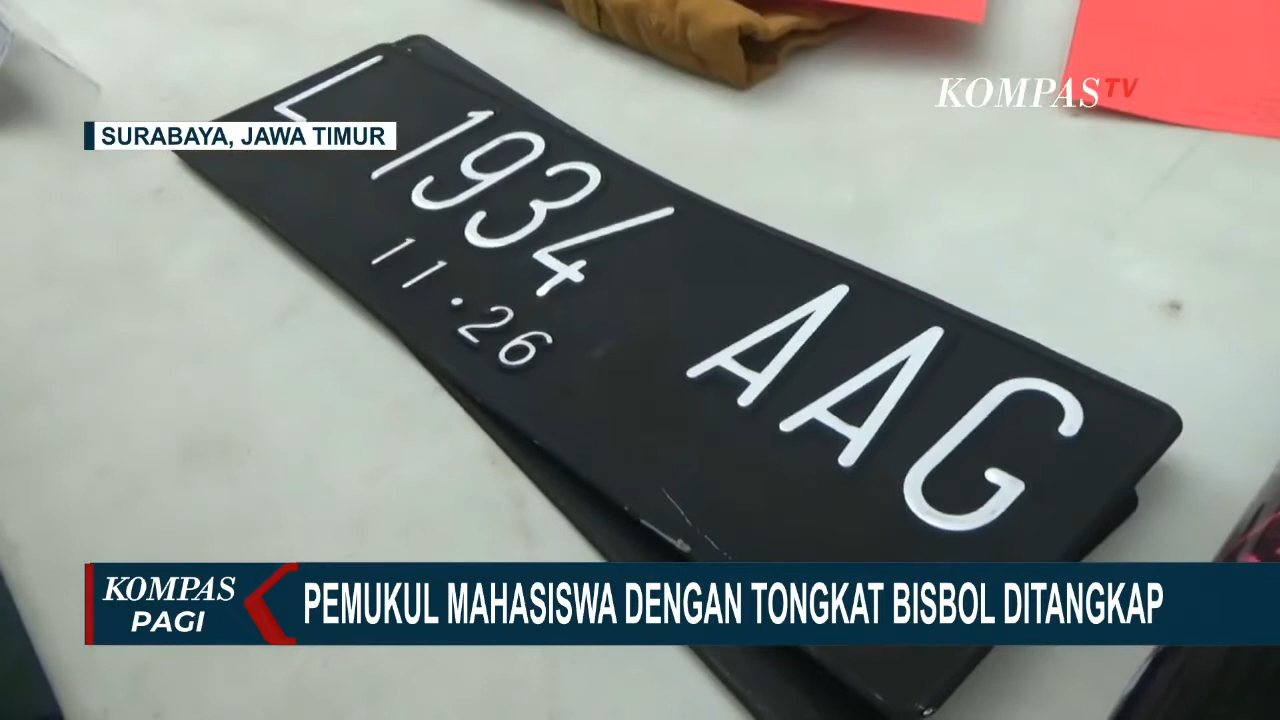 KOMPAS TV
SURABAYA, JAWA TIMUR
L 1934 AAG
11·26
KOMPAS
PAGI
PEMUKUL MAHASISWA DENGAN TONGKAT BISBOL DITANGKAP